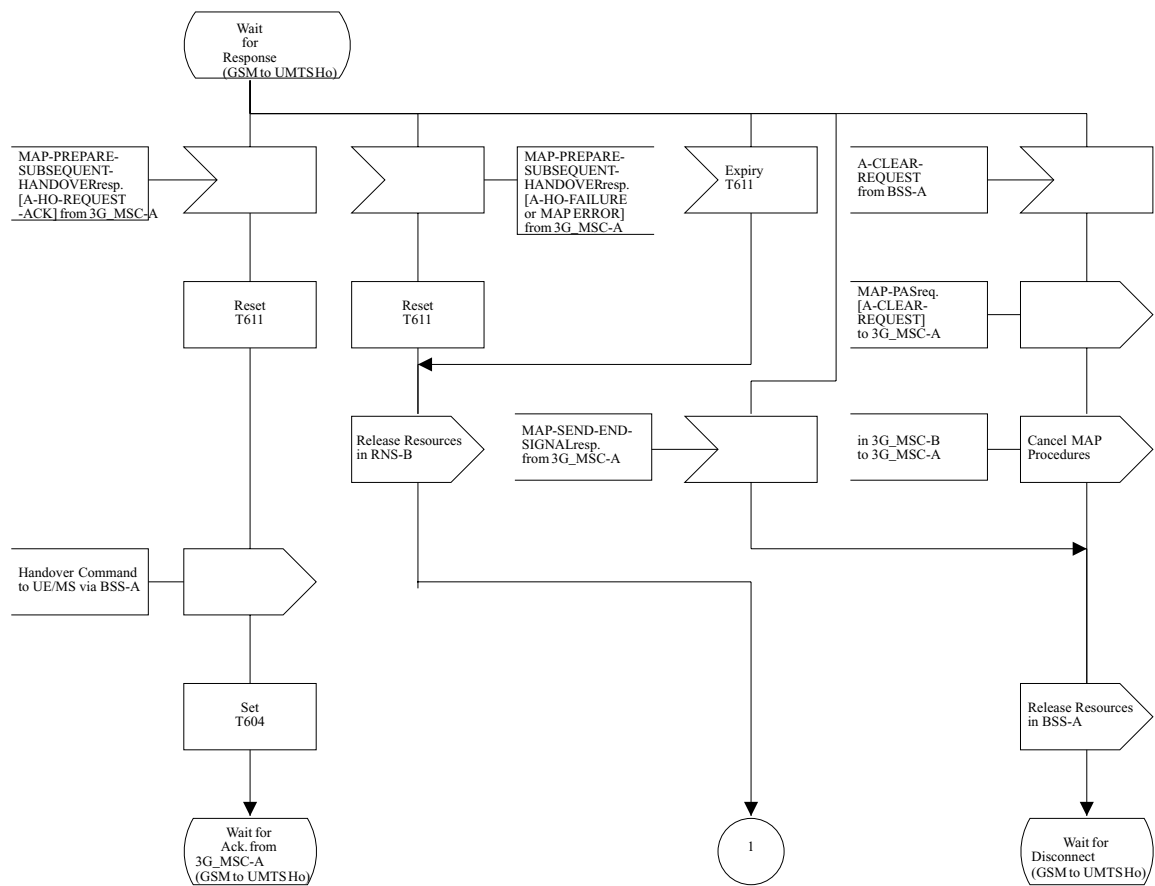 Wait
for
Response
(GSM to UMTS Ho)
MAP-PREPARE-
SUBSEQUENT-
HANDOVERresp.
[A-HO-REQUEST
-ACK] from 3G_MSC-A
MAP-PREPARE-
SUBSEQUENT-
HANDOVERresp.
[A-HO-FAILURE
or MAP ERROR]
from 3G_MSC-A
Expiry
T611
A-CLEAR-
REQUEST
from BSS-A
Reset
T611
Reset
T611
MAP-PASreq.
[A-CLEAR-
REQUEST]
to 3G_MSC-A
Release Resources
in RNS-B
MAP-SEND-END-
SIGNALresp.
from 3G_MSC-A
in 3G_MSC-B
to 3G_MSC-A
Cancel MAP
Procedures
Handover Command
to UE/MS via BSS-A
Set
T604
Release Resources
in BSS-A
Wait for
Ack. from
3G_MSC-A
(GSM to UMTS Ho)
1
Wait for
Disconnect
(GSM to UMTS Ho)